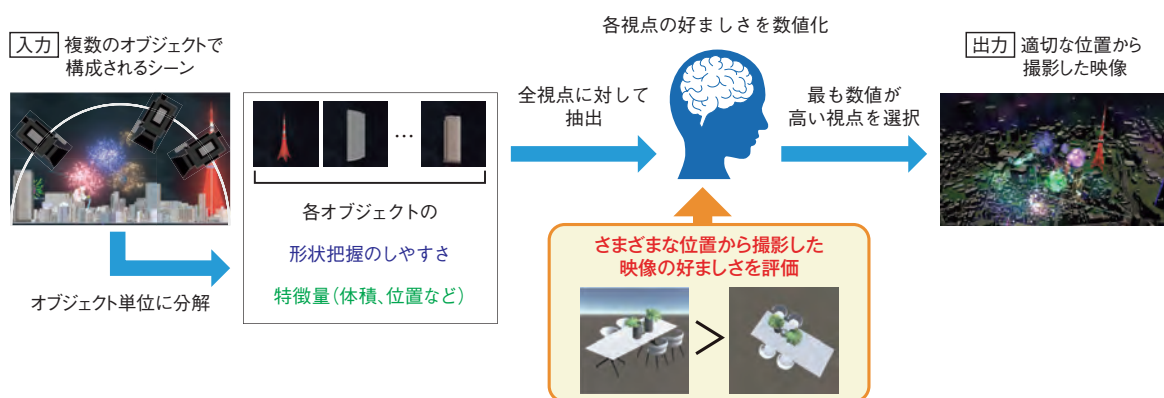 入力 複数のオブジェクトで
構成されるシーン
オブジェクト単位に分解
…
各オブジェクトの
形状把握のしやすさ
特徴量(体積、位置など)
全視点に対して
抽出
各視点の好ましさを数値化
さまざまな位置から撮影した
映像の好ましさを評価
>
最も数値が
高い視点を選択
出力 適切な位置から
撮影した映像